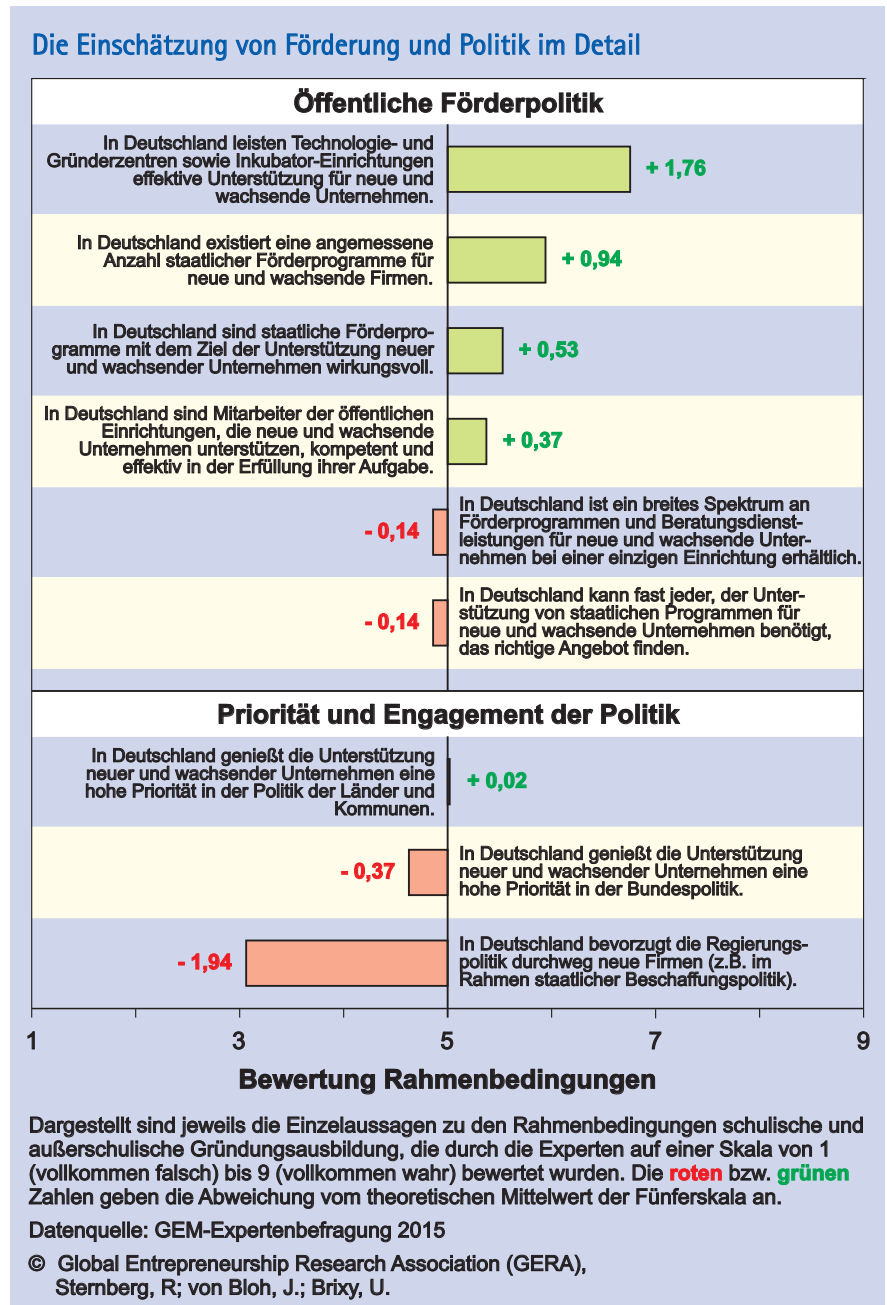 Die Einschätzung von Förderung und Politik im Detail
Öffentliche Förderpolitik
In Deutschland leisten Technologie- und
Gründerzentren sowie Inkubator-Einrichtungen
effektive Unterstützung für neue und
wachsende Unternehmen.
+ 1,76
In Deutschland existiert eine angemessene
Anzahl staatlicher Förderprogramme für
neue und wachsende Firmen.
+ 0,94
In Deutschland sind staatliche Förderpro-
gramme mit dem Ziel der Unterstützung neuer
und wachsender Unternehmen wirkungsvoll.
+ 0,53
In Deutschland sind Mitarbeiter der öffentlichen
Einrichtungen, die neue und wachsende
Unternehmen unterstützen, kompetent und
effektiv in der Erfüllung ihrer Aufgabe.
+ 0,37
- 0,14
In Deutschland ist ein breites Spektrum an
Förderprogrammen und Beratungsdienst-
leistungen für neue und wachsende Unter-
nehmen bei einer einzigen Einrichtung erhältlich.
- 0,14
In Deutschland kann fast jeder, der Unter-
stützung von staatlichen Programmen für
neue und wachsende Unternehmen benötigt,
das richtige Angebot finden.
Priorität und Engagement der Politik
In Deutschland genießt die Unterstützung
neuer und wachsender Unternehmen eine
hohe Priorität in der Politik der Länder und
Kommunen.
+ 0,02
- 0,37
In Deutschland genießt die Unterstützung
neuer und wachsender Unternehmen eine
hohe Priorität in der Bundespolitik.
- 1,94
In Deutschland bevorzugt die Regierungs-
politik durchweg neue Firmen (z.B. im
Rahmen staatlicher Beschaffungspolitik).
1 3 5 7 9
Bewertung Rahmenbedingungen
Dargestellt sind jeweils die Einzelaussagen zu den Rahmenbedingungen schulische und
außerschulische Gründungsausbildung, die durch die Experten auf einer Skala von 1
(vollkommen falsch) bis 9 (vollkommen wahr) bewertet wurden. Die roten bzw. grünen
Zahlen geben die Abweichung vom theoretischen Mittelwert der Fünferskala an.
Datenquelle: GEM-Expertenbefragung 2015
© Global Entrepreneurship Research Association (GERA),
Sternberg, R; von Bloh, J.; Brixy, U.